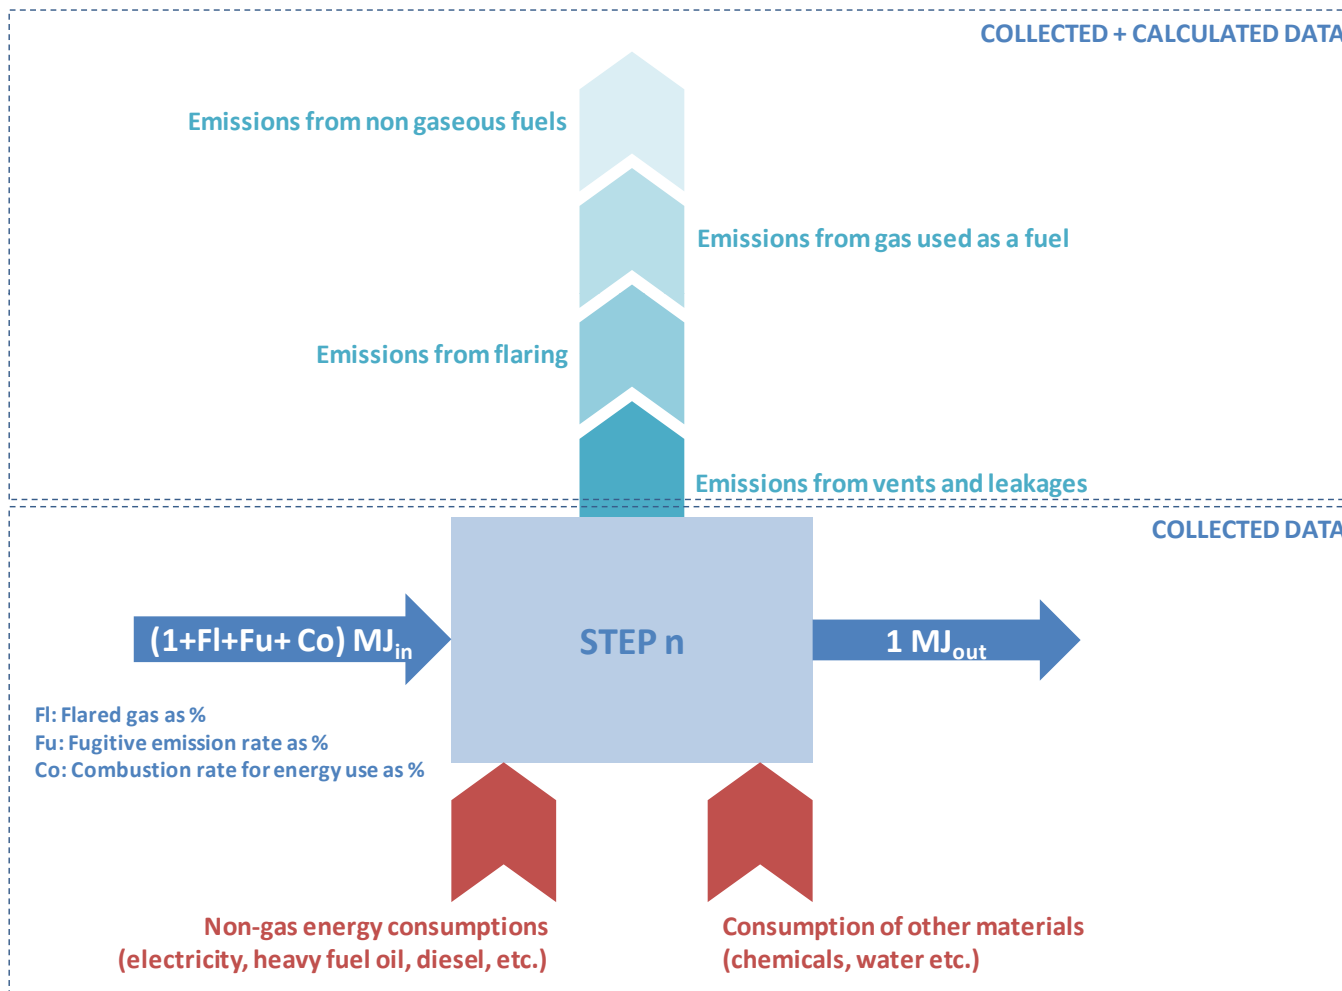 COLLECTED + CALCULATED DATA
Emissions from non gaseous fuels
Emissions from gas used as a fuel
Emissions from flaring
Emissions from vents and leakages
COLLECTED DATA
(1+Fl+Fu+ Co) MJin
STEP n
1 MJout
Fl: Flared gas as %
Fu: Fugitive emission rate as %
Co: Combustion rate for energy use as %
Non-gas energy consumptions
(electricity, heavy fuel oil, diesel, etc.)
Consumption of other materials
(chemicals, water etc.)